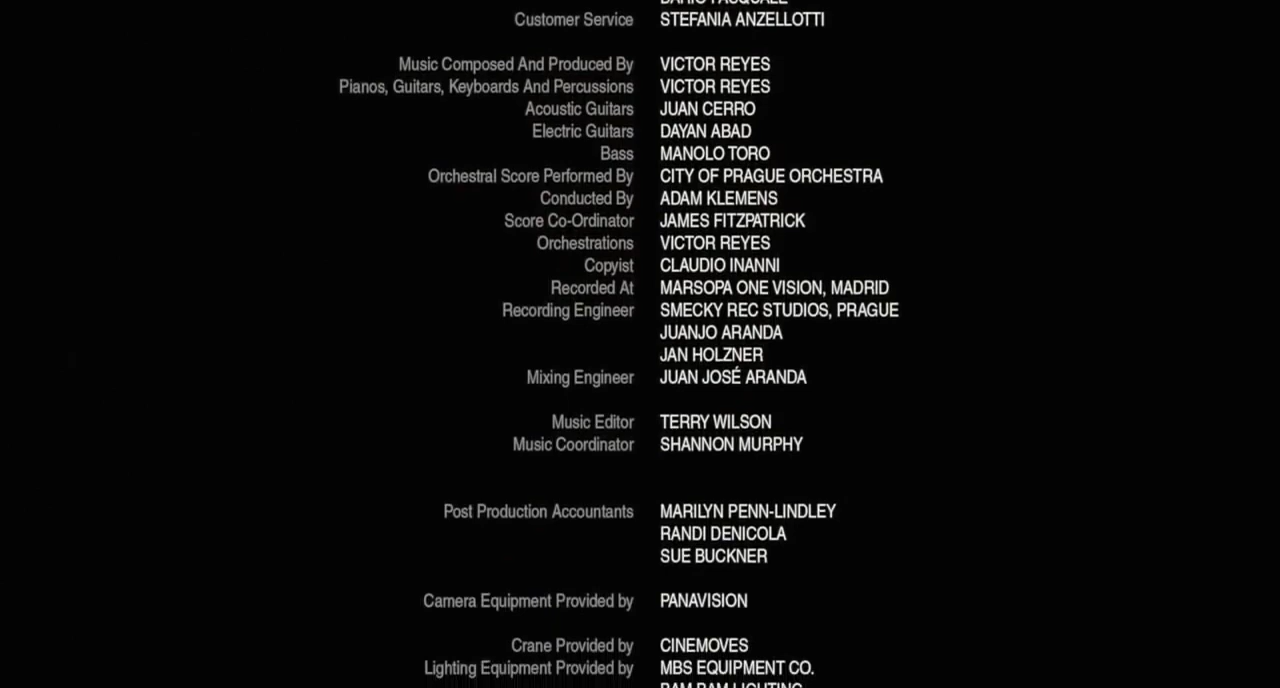 Customer Service STEFANIA ANZELLOTTI
Music Composed And Produced By VICTOR REYES
Pianos, Guitars, Keyboards And Percussions VICTOR REYES
Acoustic Guitars JUAN CERRO
Electric Guitars DAYAN ABAD
Bass MANOLO TORO
Orchestral Score Performed By CITY OF PRAGUE ORCHESTRA
Conducted By ADAM KLEMENS
Score Co-Ordinator JAMES FITZPATRICK
Orchestrations VICTOR REYES
Copyist CLAUDIO INANNI
Recorded At MARSOPA ONE VISION, MADRID
Recording Engineer SMECKY REC STUDIOS, PRAGUE
JUANJO ARANDA
JAN HOLZNER
Mixing Engineer JUAN JOSÉ ARANDA
Music Editor TERRY WILSON
Music Coordinator SHANNON MURPHY
Post Production Accountants MARILYN PENN-LINDLEY
RANDI DENICOLA
SUE BUCKNER
Camera Equipment Provided by PANAVISION
Crane Provided by CINEMOVES
Lighting Equipment Provided by MBS EQUIPMENT CO.